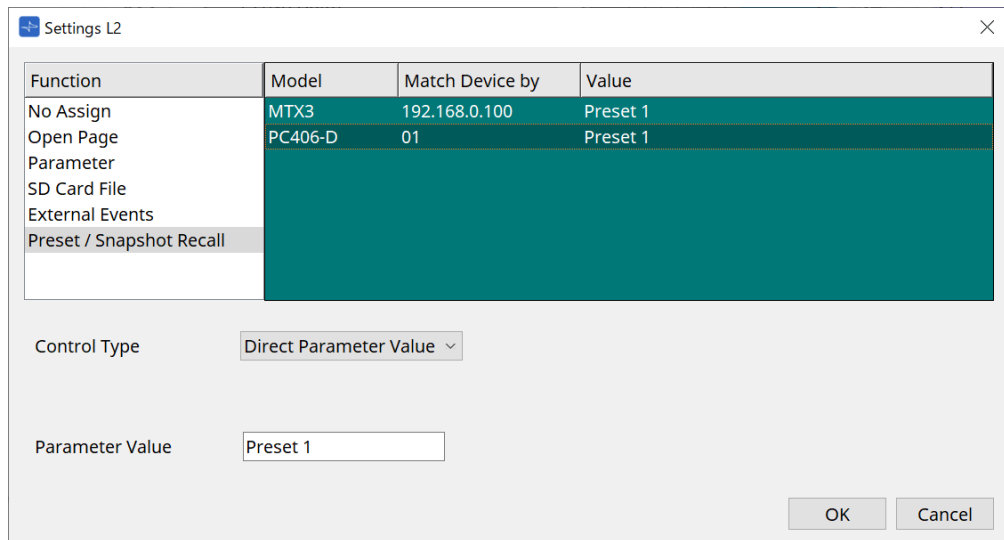 Settings L2
Function Model Match Device by Value
No Assign MTX3 192.168.0.100 Preset 1
Open Page PC406-D 01 Preset 1
Parameter
SD Card File
External Events
Preset / Snapshot Recall
Control Type Direct Parameter Value
Parameter Value Preset 1
OK Cancel